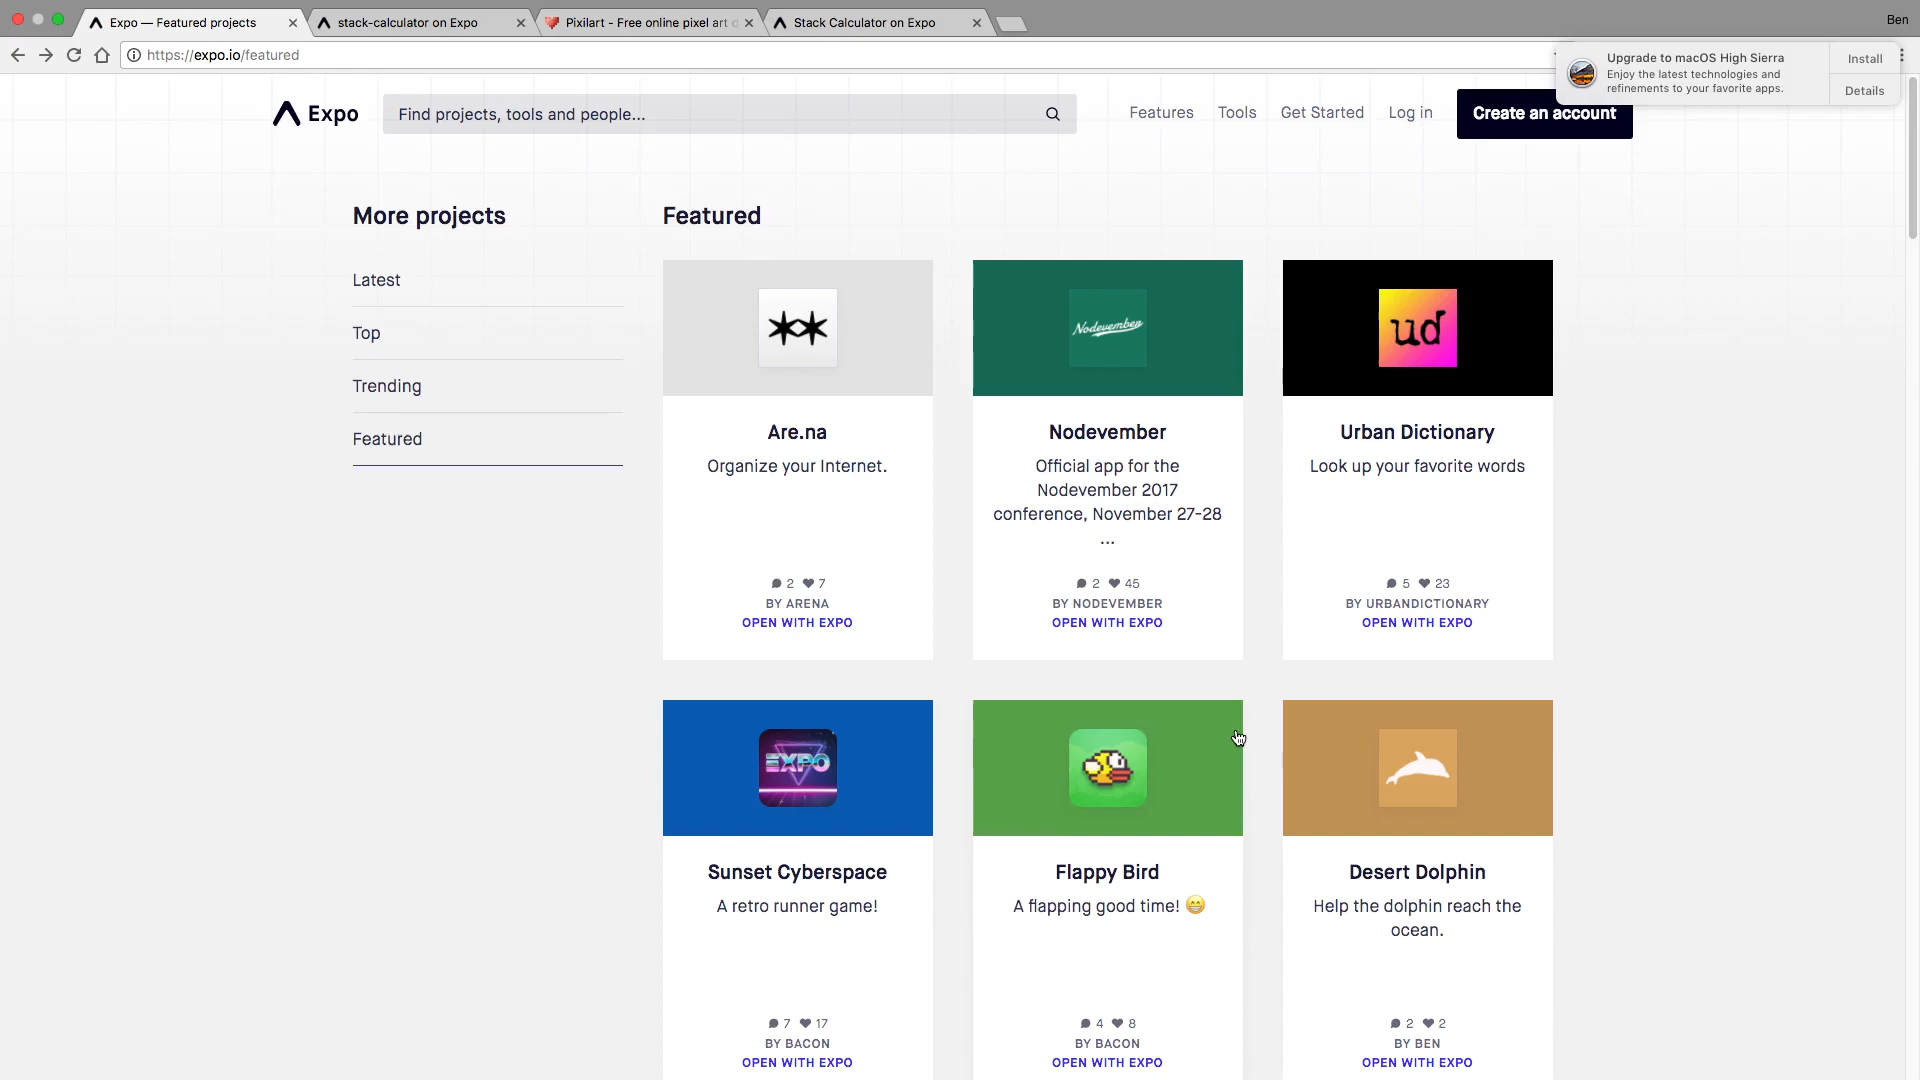 Expo — Featured projects
stack-calculator on Expo
Pixilart - Free online pixel art d
Stack Calculator on Expo
Ben
https://expo.io/featured
Upgrade to macOS High Sierra
Enjoy the latest technologies and
refinements to your favorite apps.
Install
Details
Expo
Find projects, tools and people...
Features
Tools
Get Started
Log in
Create an account
More projects
Latest
Top
Trending
Featured
Featured
Nodevember
ud
Are.na
Organize your Internet.
2 7
BY ARENA
OPEN WITH EXPO
Nodevember
Official app for the
Nodevember 2017
conference, November 27-28
...
2 45
BY NODEVEMBER
OPEN WITH EXPO
Urban Dictionary
Look up your favorite words
5 23
BY URBANDICTIONARY
OPEN WITH EXPO
EXPO
Sunset Cyberspace
A retro runner game!
7 17
BY BACON
OPEN WITH EXPO
Flappy Bird
A flapping good time! 😁
4 8
BY BACON
OPEN WITH EXPO
Desert Dolphin
Help the dolphin reach the
ocean.
2 2
BY BEN
OPEN WITH EXPO